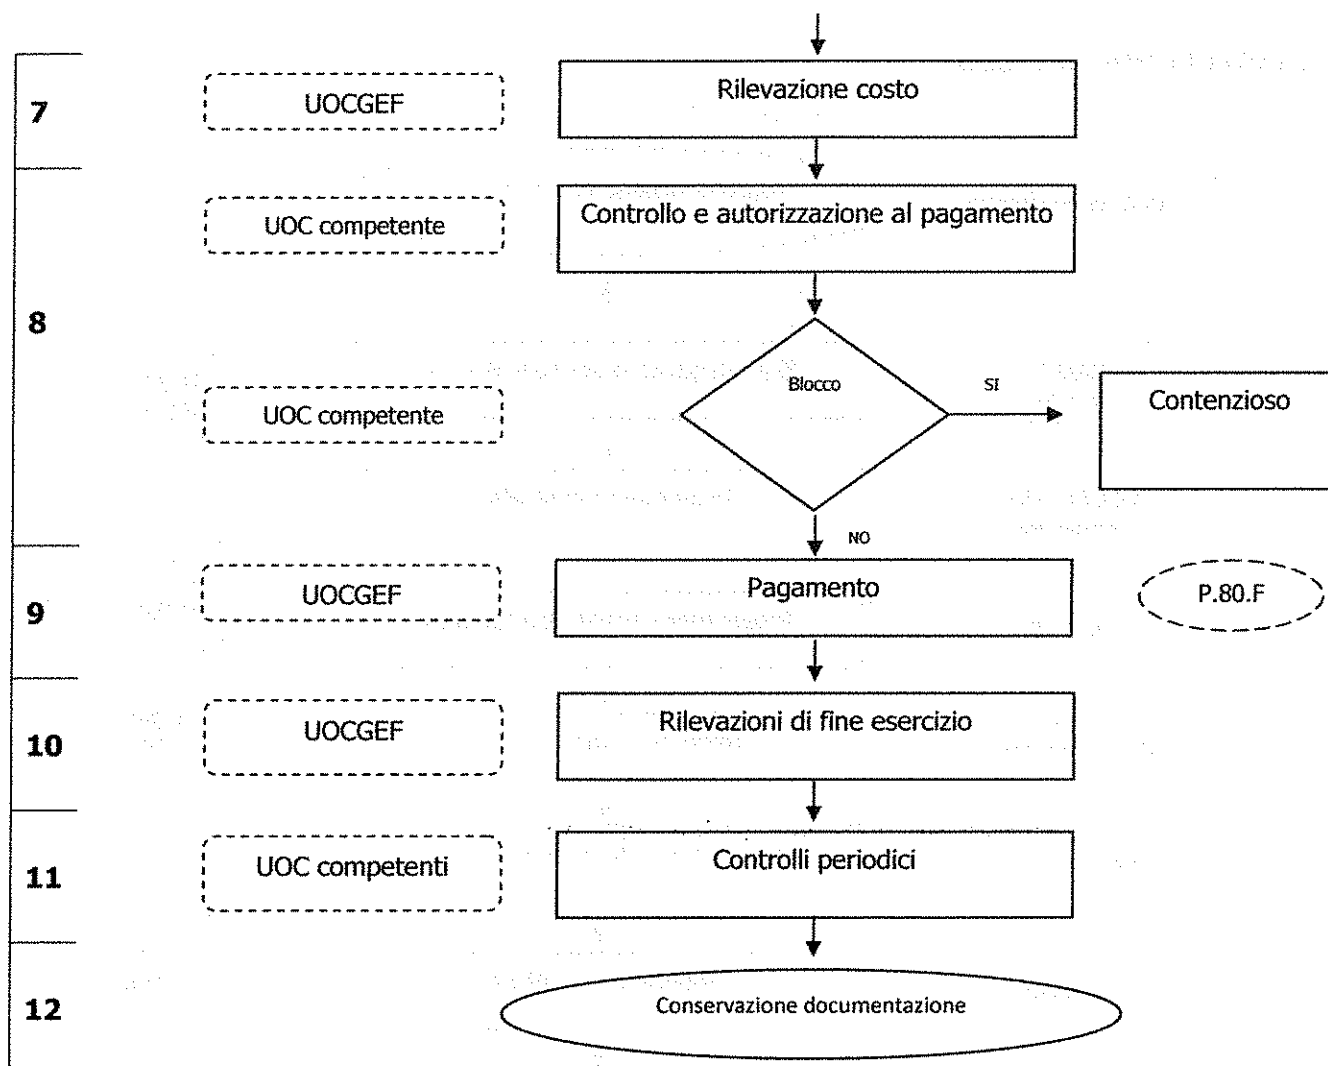 7
UOCGEF
Rilevazione costo
UOC competente
Controllo e autorizzazione al pagamento
8
Blocco
SI
UOC competente
Contenzioso
NO
9
UOCGEF
Pagamento
P.80.F
10
UOCGEF
Rilevazioni di fine esercizio
11
UOC competenti
Controlli periodici
12
Conservazione documentazione